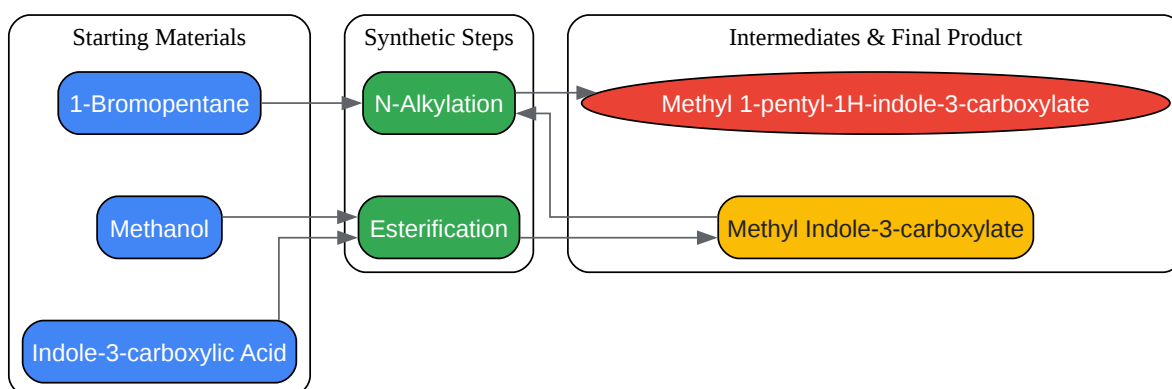 Starting Materials
Synthetic Steps
Intermediates & Final Product
1-Bromopentane
N-Alkylation
Methyl 1-pentyl-1H-indole-3-carboxylate
Methanol
Esterification
Methyl Indole-3-carboxylate
Indole-3-carboxylic Acid